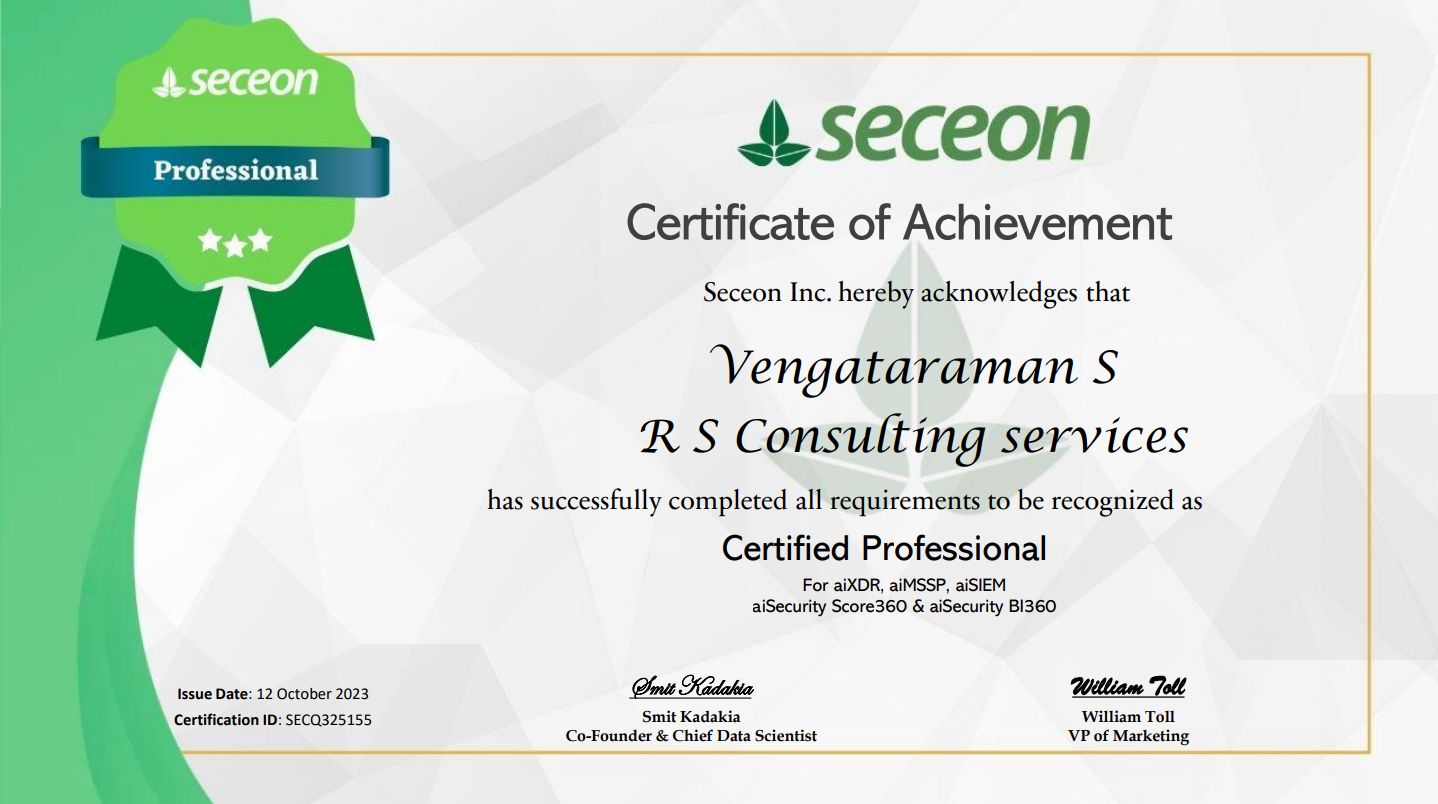 seceon
Professional
seceon
Certificate of Achievement
Seceon Inc. hereby acknowledges that
Vengataraman S
R S Consulting services
has successfully completed all requirements to be recognized as
Certified Professional
For aiXDR, aiMSSP, aiSIEM
aiSecurity Score360 & aiSecurity BI360
Issue Date: 12 October 2023
Certification ID: SECQ325155
Smit Kadakia
Smit Kadakia
Co-Founder & Chief Data Scientist
William Toll
William Toll
VP of Marketing